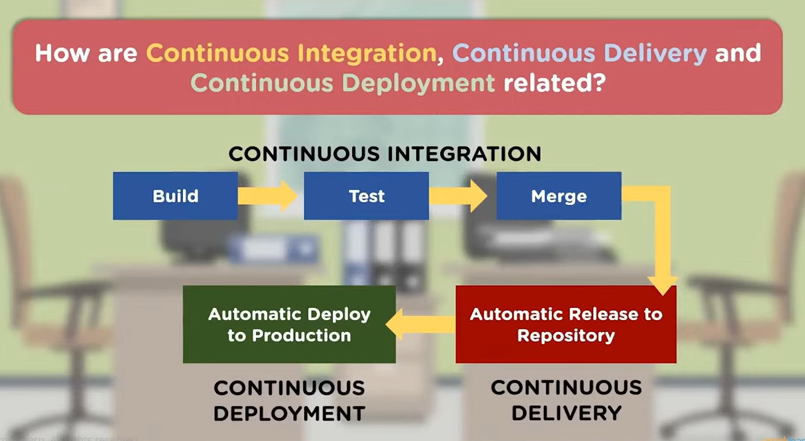 How are Continuous Integration, Continuous Delivery and
Continuous Deployment related?
CONTINUOUS INTEGRATION
Build
Test
Merge
Automatic Deploy
to Production
Automatic Release to
Repository
CONTINUOUS
DEPLOYMENT
CONTINUOUS
DELIVERY